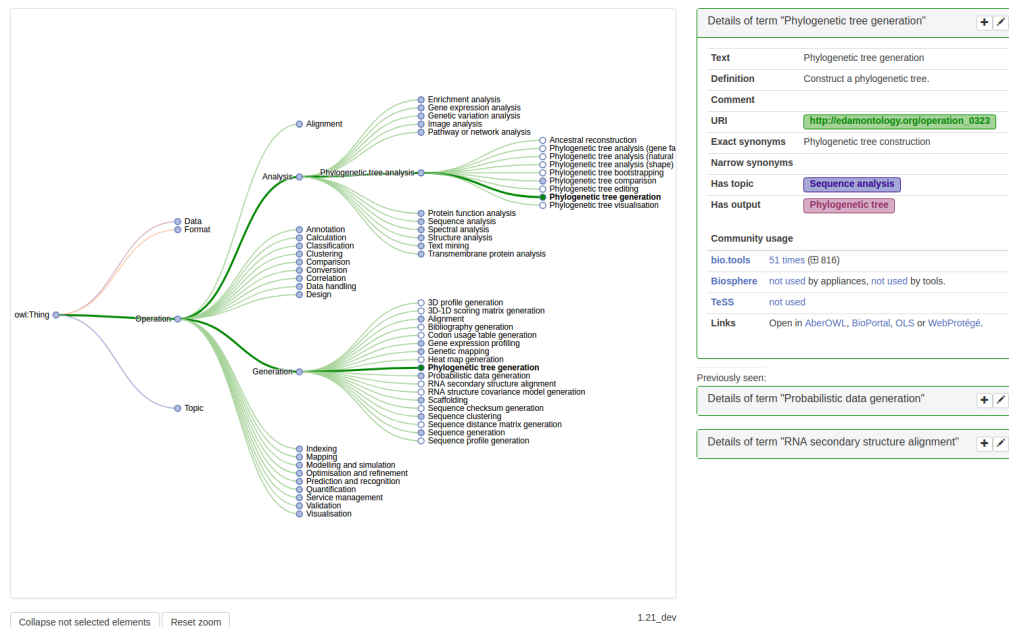 owl:Thing
Data
Format
Operation
Topic
Alignment
Analysis
Enrichment analysis
Gene expression analysis
Genetic variation analysis
Image analysis
Pathway or network analysis
Phylogenetic tree analysis
Ancestral reconstruction
Phylogenetic tree analysis (gene fa
Phylogenetic tree analysis (natural
Phylogenetic tree analysis (shape)
Phylogenetic tree bootstrapping
Phylogenetic tree comparison
Phylogenetic tree editing
Phylogenetic tree generation
Phylogenetic tree visualisation
Protein function analysis
Sequence analysis
Spectral analysis
Structure analysis
Text mining
Transmembrane protein analysis
Annotation
Calculation
Classification
Clustering
Comparison
Conversion
Correlation
Data handling
Design
Generation
3D profile generation
3D-1D scoring matrix generation
Alignment
Bibliography generation
Codon usage table generation
Gene expression profiling
Genetic mapping
Heat map generation
Phylogenetic tree generation
Probabilistic data generation
RNA secondary structure alignment
RNA structure covariance model generation
Scaffolding
Sequence checksum generation
Sequence clustering
Sequence distance matrix generation
Sequence generation
Sequence profile generation
Indexing
Mapping
Modelling and simulation
Optimisation and refinement
Prediction and recognition
Quantification
Service management
Validation
Visualisation
Collapse not selected elements
Reset zoom
1.21_dev
Details of term "Phylogenetic tree generation"
Text Phylogenetic tree generation
Definition Construct a phylogenetic tree.
Comment
URI http://edamontology.org/operation_0323
Exact synonyms Phylogenetic tree construction
Narrow synonyms
Has topic Sequence analysis
Has output Phylogenetic tree
Community usage
bio.tools 51 times (⊞ 816)
Biosphere not used by appliances, not used by tools.
TeSS not used
Links Open in AberOWL, BioPortal, OLS or WebProtégé.
Previously seen:
Details of term "Probabilistic data generation"
Details of term "RNA secondary structure alignment"